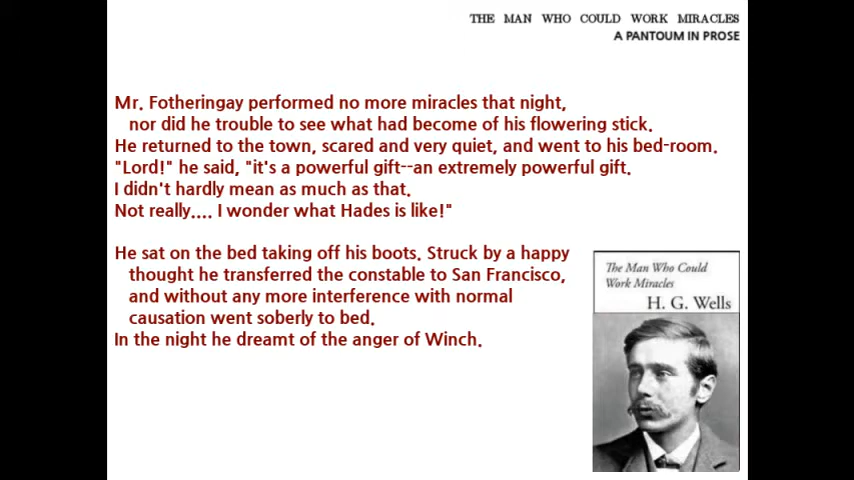 THE MAN WHO COULD WORK MIRACLES
A PANTOUM IN PROSE
Mr. Fotheringay performed no more miracles that night,
nor did he trouble to see what had become of his flowering stick.
He returned to the town, scared and very quiet, and went to his bed-room.
"Lord!" he said, "it's a powerful gift--an extremely powerful gift.
I didn't hardly mean as much as that.
Not really.... I wonder what Hades is like!"
He sat on the bed taking off his boots. Struck by a happy
thought he transferred the constable to San Francisco,
and without any more interference with normal
causation went soberly to bed.
In the night he dreamt of the anger of Winch.
The Man Who Could
Work Miracles
H. G. Wells